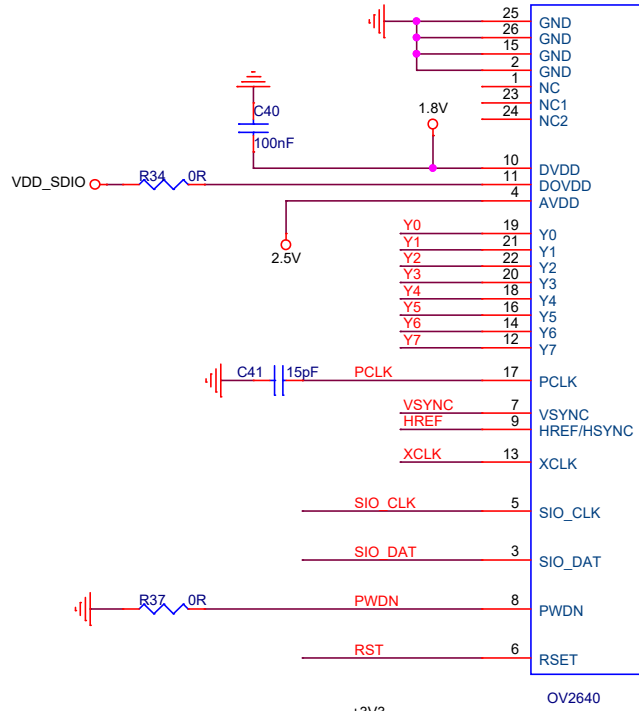 25 GND
26 GND
15 GND
2 GND
1 NC
23 NC1
24 NC2
C40
100nF
1.8V
10 DVDD
VDD_SDIO R34 0R 11 DOVDD
4 AVDD
2.5V
Y0 19 Y0
Y1 21 Y1
Y2 22 Y2
Y3 20 Y3
Y4 18 Y4
Y5 16 Y5
Y6 14 Y6
Y7 12 Y7
C41 15pF PCLK 17 PCLK
VSYNC 7 VSYNC
HREF 9 HREF/HSYNC
XCLK 13 XCLK
SIO_CLK 5 SIO_CLK
SIO_DAT 3 SIO_DAT
R37 0R PWDN 8 PWDN
RST 6 RSET
OV2640
+3V3